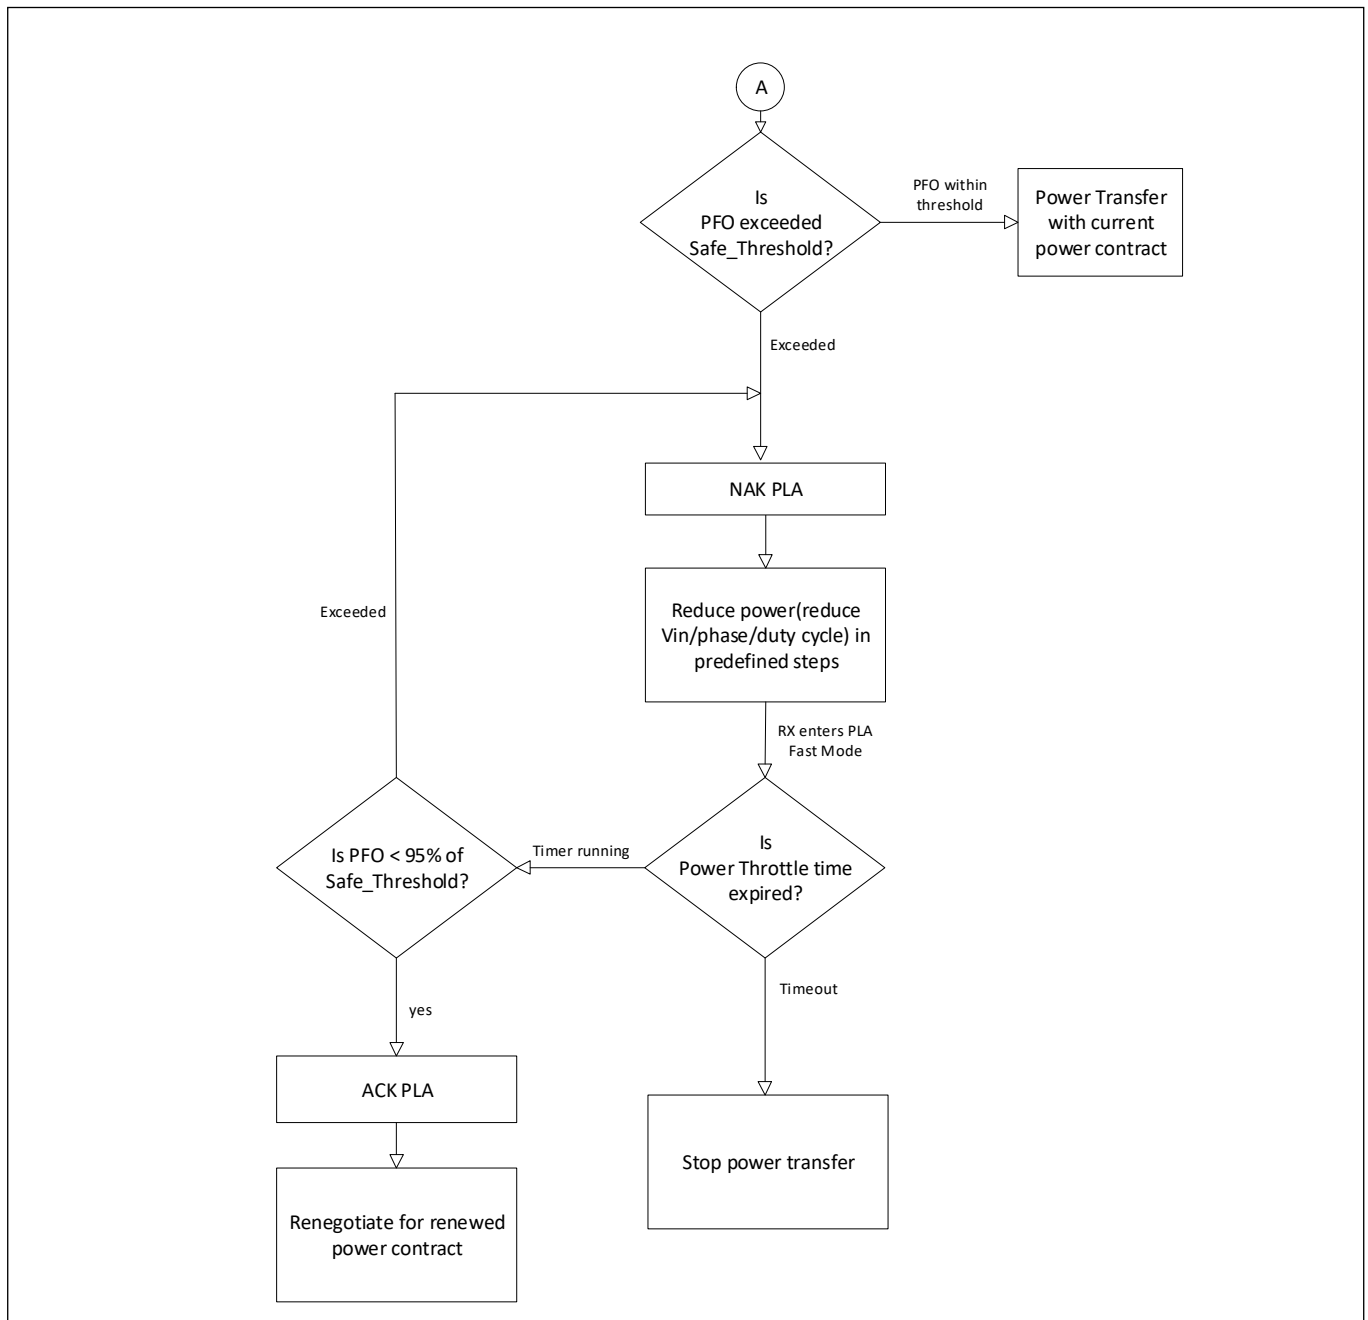 A
Is
PFO exceeded
Safe_Threshold?
PFO within
threshold
Power Transfer
with current
power contract
Exceeded
NAK PLA
Reduce power(reduce
Vin/phase/duty cycle) in
predefined steps
Exceeded
RX enters PLA
Fast Mode
Is
Power Throttle time
expired?
Timer running
Is PFO < 95% of
Safe_Threshold?
Timeout
yes
ACK PLA
Stop power transfer
Renegotiate for renewed
power contract